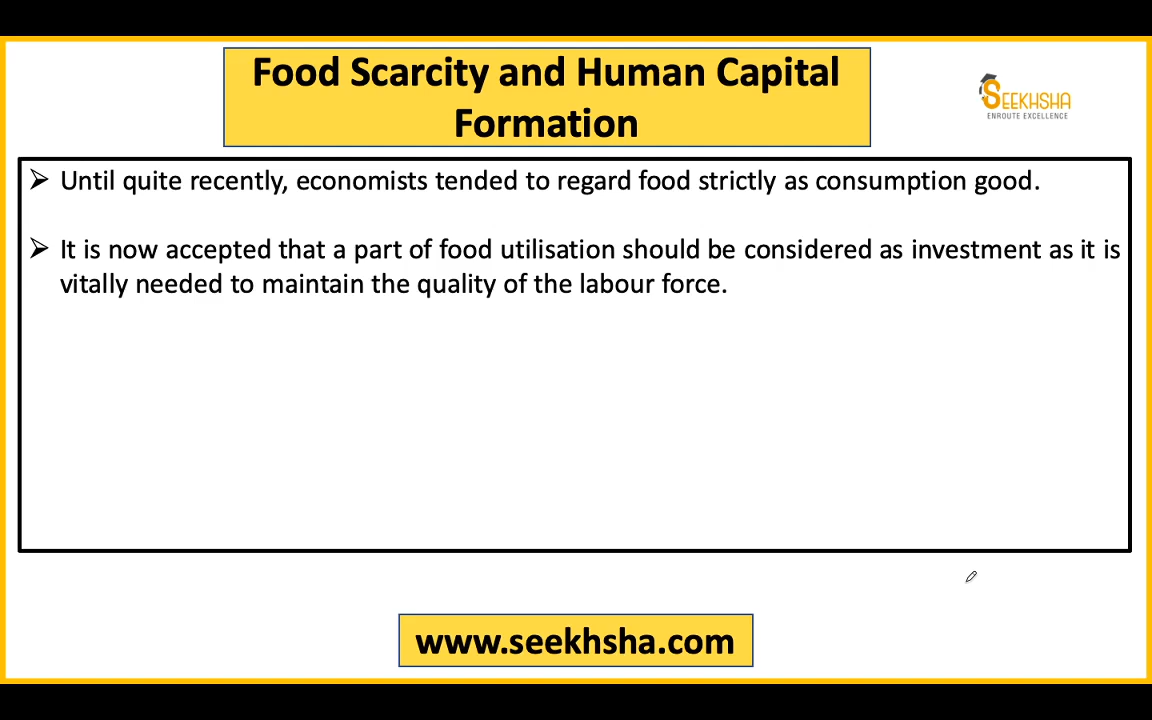 Food Scarcity and Human Capital
Formation
SEEKHSHA
ENROUTE EXCELLENCE
➢ Until quite recently, economists tended to regard food strictly as consumption good.
➢ It is now accepted that a part of food utilisation should be considered as investment as it is
vitally needed to maintain the quality of the labour force.
www.seekhsha.com